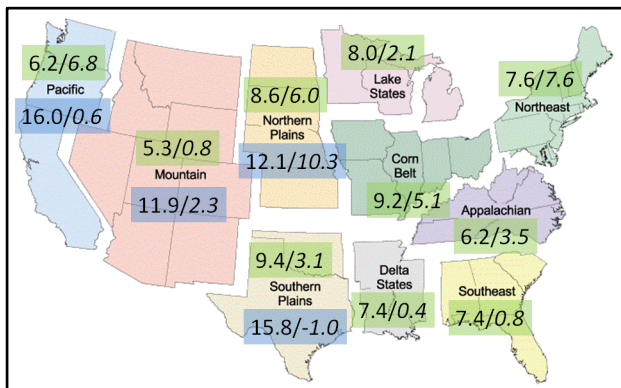 6.2/6.8
Pacific
16.0/0.6
5.3/0.8
Mountain
11.9/2.3
8.6/6.0
Northern
Plains
12.1/10.3
8.0/2.1
Lake
States
7.6/7.6
Northeast
Corn
Belt
9.2/5.1
Appalachian
6.2/3.5
9.4/3.1
Southern
Plains
15.8/-1.0
Delta
States
7.4/0.4
Southeast
7.4/0.8